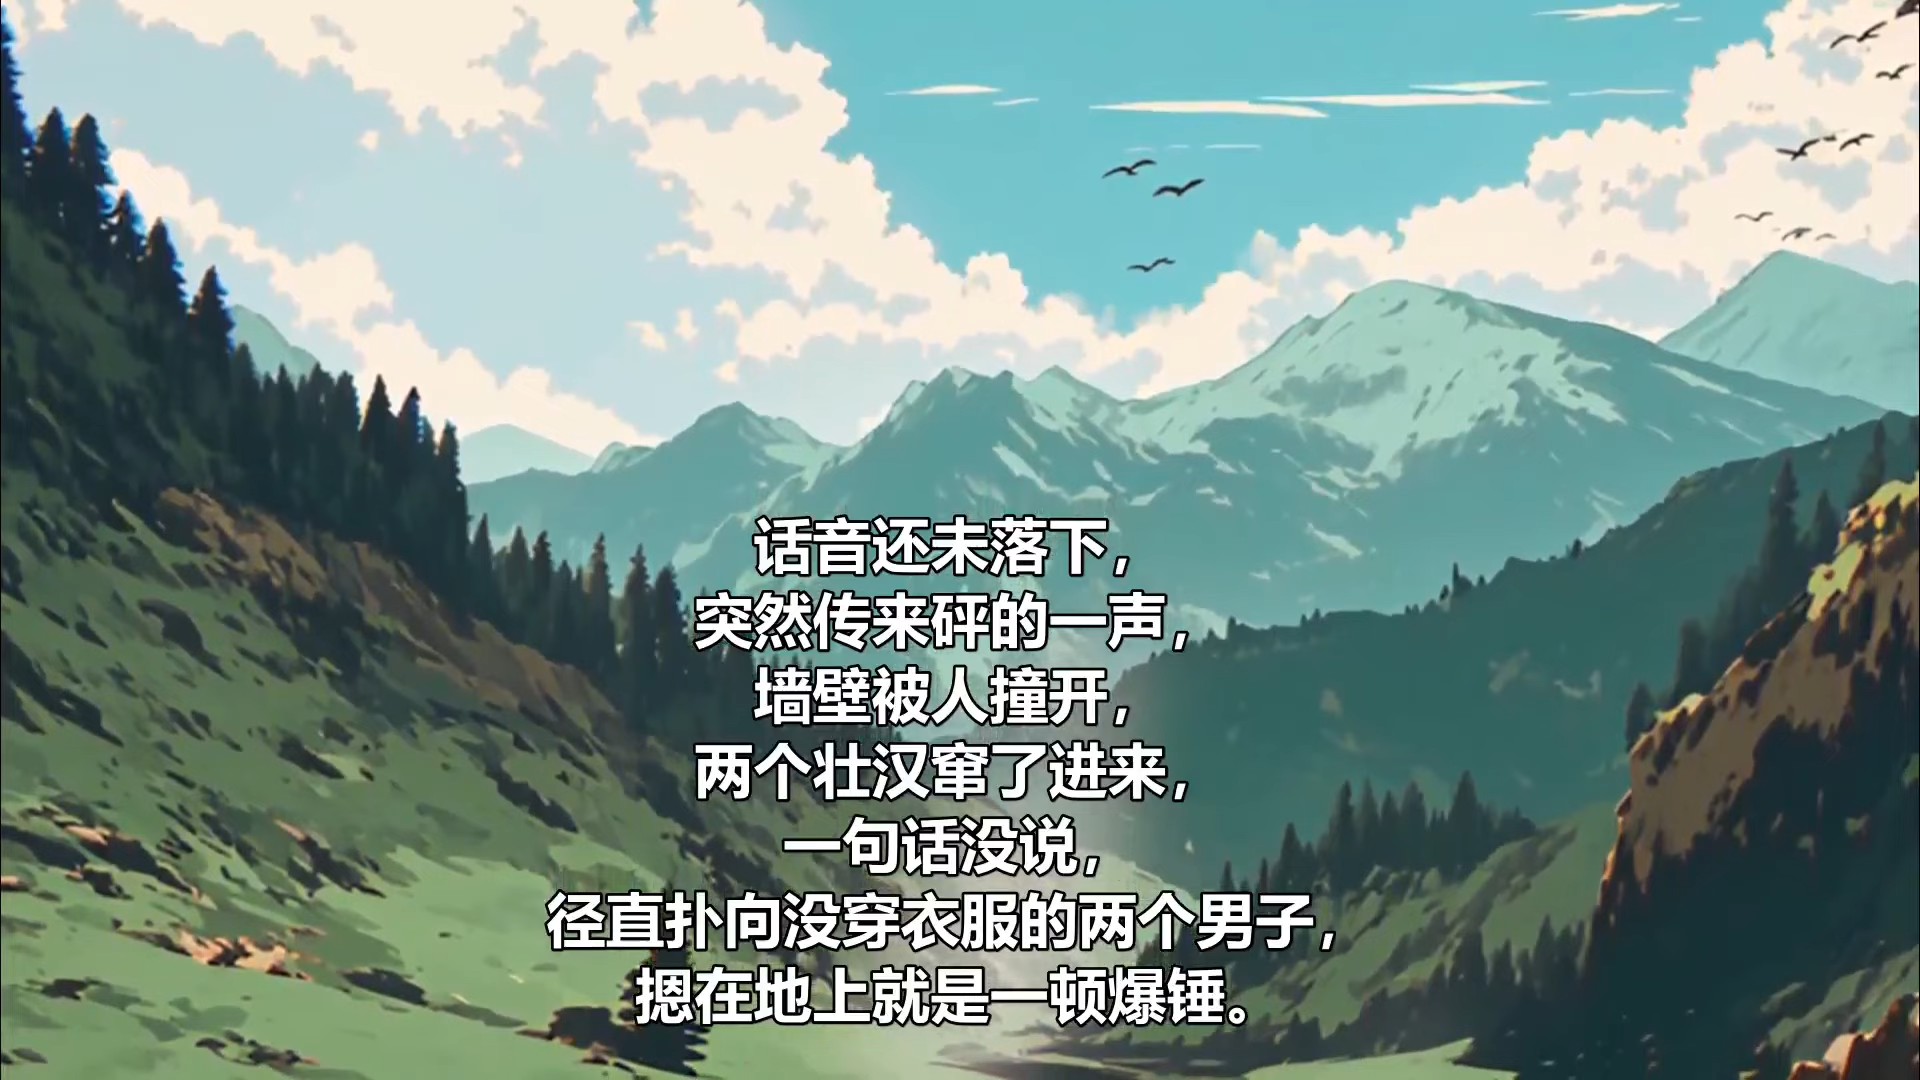 话音还未落下，
突然传来砰的一声，
墙壁被人撞开，
两个壮汉窜了进来，
一句话没说，
径直扑向没穿衣服的两个男子，
摁在地上就是一顿爆锤。